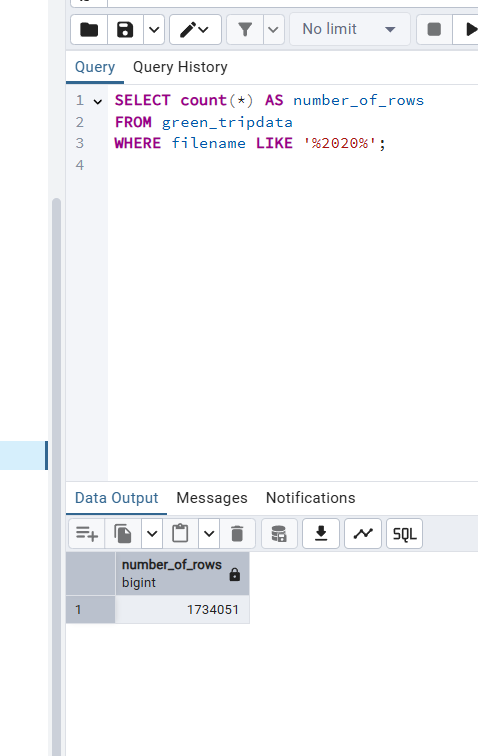 No limit
Query Query History
1 SELECT count(*) AS number_of_rows
2 FROM green_tripdata
3 WHERE filename LIKE '%2020%';
4
Data Output Messages Notifications
SQL
number_of_rows
bigint
1 1734051